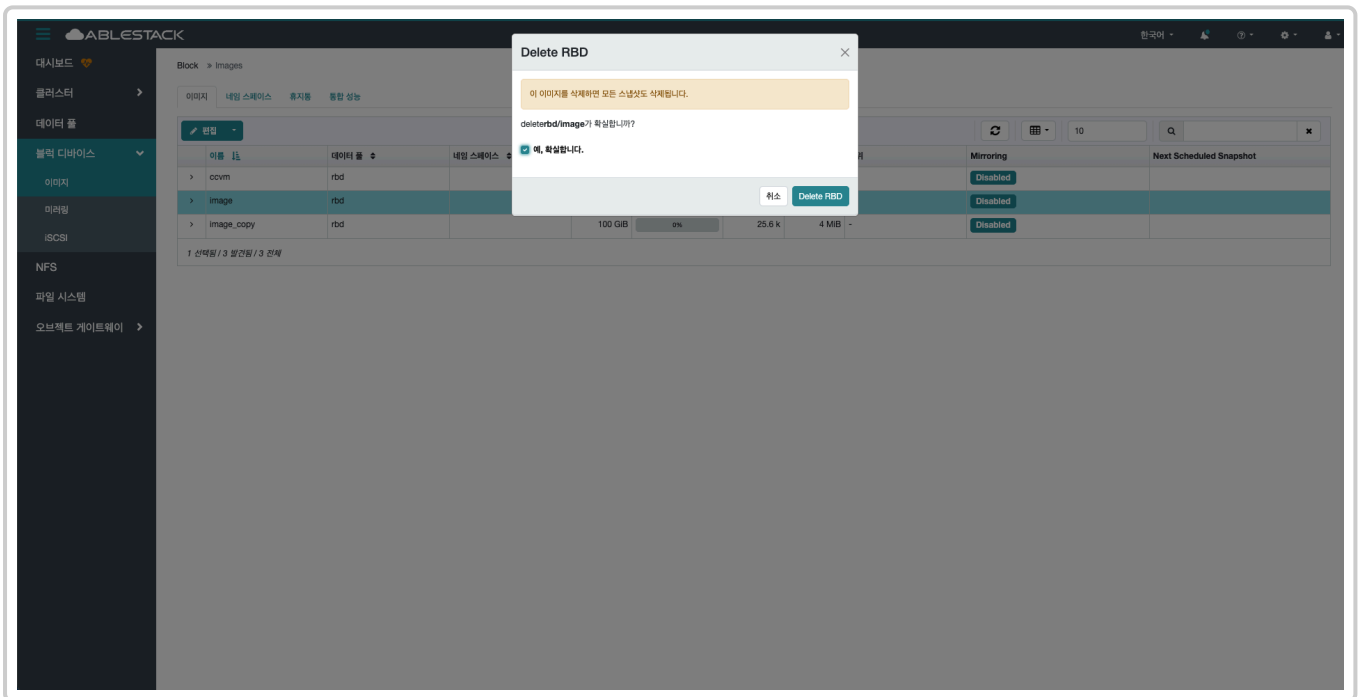 ABLESTACK
한국어
Delete RBD
이 이미지를 삭제하면 모든 스냅샷도 삭제됩니다.
deleterbd/image가 확실합니까?
예, 확실합니다.
취소 Delete RBD
대시보드
클러스터
데이터 풀
블럭 디바이스
이미지
미러링
iSCSI
NFS
파일 시스템
오브젝트 게이트웨이
Block » Images
이미지 네임 스페이스 휴지통 통합 성능
편집 10
이름 데이터 풀 네임 스페이스 Mirroring Next Scheduled Snapshot
ccvm rbd Disabled
image rbd Disabled
image_copy rbd 100 GiB 0% 25.6 k 4 MiB - Disabled
1 선택됨 / 3 발견됨 / 3 전체